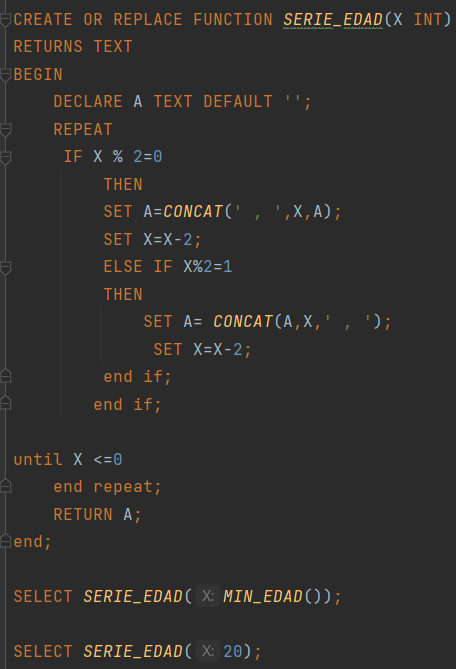 CREATE OR REPLACE FUNCTION SERIE_EDAD(X INT)
RETURNS TEXT
BEGIN
    DECLARE A TEXT DEFAULT '';
    REPEAT
     IF X % 2=0
         THEN
         SET A=CONCAT(' , ',X,A);
         SET X=X-2;
         ELSE IF X%2=1
         THEN
             SET A= CONCAT(A,X,' , ');
              SET X=X-2;
         end if;
        end if;

until X <=0
    end repeat;
    RETURN A;
end;

SELECT SERIE_EDAD( X: MIN_EDAD());

SELECT SERIE_EDAD( X: 20);